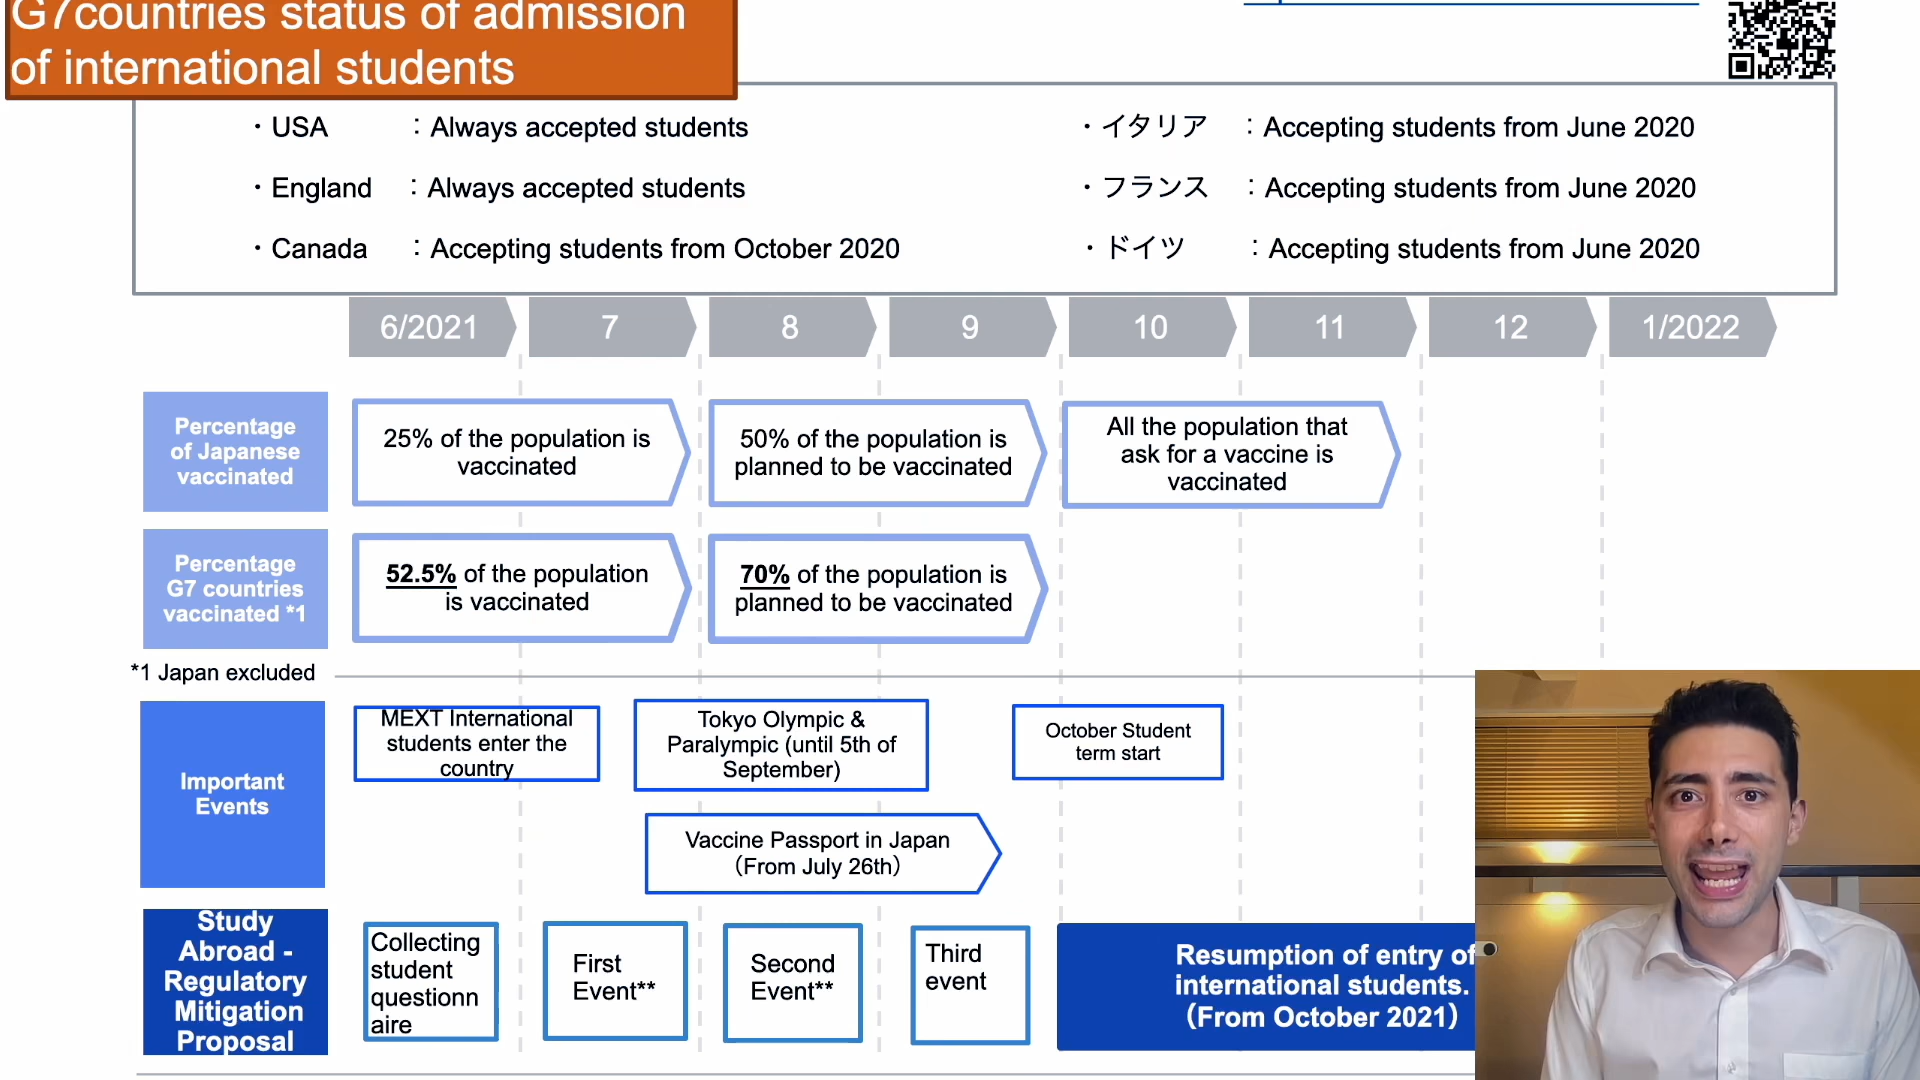 G7countries status of admission
of international students
・USA ：Always accepted students
・イタリア ：Accepting students from June 2020
・England ：Always accepted students
・フランス ：Accepting students from June 2020
・Canada ：Accepting students from October 2020
・ドイツ ：Accepting students from June 2020
6/2021 7 8 9 10 11 12 1/2022
Percentage
of Japanese
vaccinated
25% of the population is
vaccinated
50% of the population is
planned to be vaccinated
All the population that
ask for a vaccine is
vaccinated
Percentage
G7 countries
vaccinated *1
52.5% of the population
is vaccinated
70% of the population is
planned to be vaccinated
*1 Japan excluded
Important
Events
MEXT International
students enter the
country
Tokyo Olympic &
Paralympic (until 5th of
September)
October Student
term start
Vaccine Passport in Japan
（From July 26th）
Study
Abroad -
Regulatory
Mitigation
Proposal
Collecting
student
questionn
aire
First
Event**
Second
Event**
Third
event
Resumption of entry of
international students.
（From October 2021）